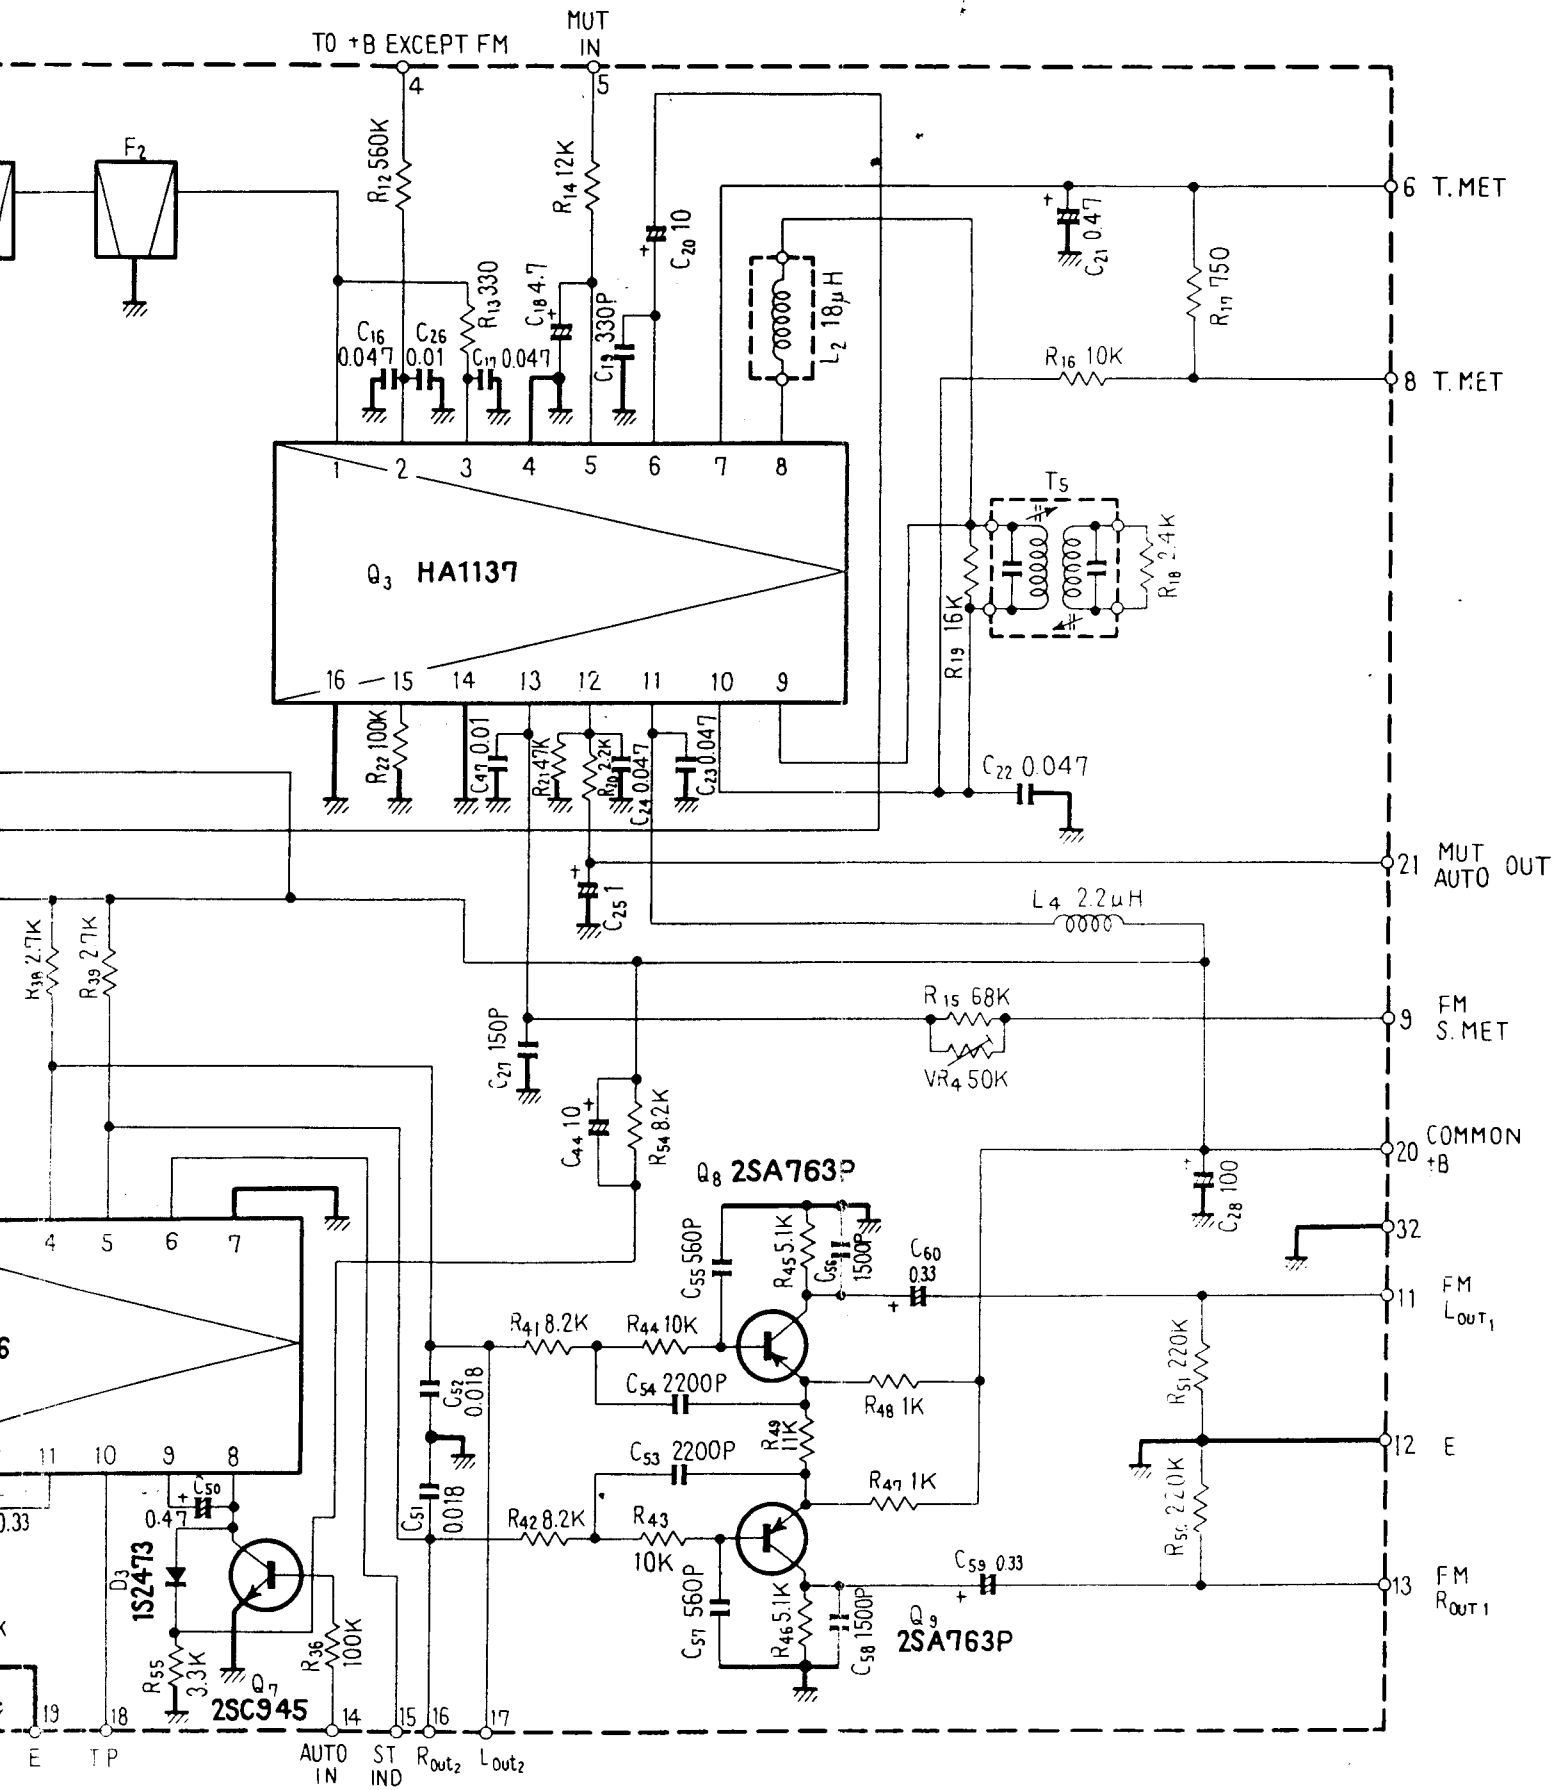 MUT
IN
TO +B EXCEPT FM
4
5
F2
R12 560K
R14 12K
6 T.MET
C20 10
+
C21 0.47
+
R17 750
R13 330
C18 4.7
+
C19 330P
L2 18μH
C16
0.047
C26
0.01
C17 0.047
R16 10K
8 T.MET
1 2 3 4 5 6 7 8
T5
Q3 HA1137
R18 2.4K
R19 16K
16 15 14 13 12 11 10 9
R22 100K
C47 0.01
R21 47K
R20 2.2K
C24 0.047
C23 0.047
C22 0.047
21 MUT
AUTO OUT
+
C25 1
L4 2.2μH
R38 2.7K
R39 2.7K
R15 68K
9 FM
S.MET
C27 150P
VR4 50K
C44 10
+
R54 8.2K
20 COMMON
+B
Q8 2SA763P
+
C28 100
32
4 5 6 7
C55 560P
R45 5.1K
C56
1500P
C60
0.33
+
11 FM
LOUT1
6
R41 8.2K
R44 10K
R51 220K
C52
0.018
C54 2200P
R48 1K
R49
11K
12 E
11 10 9 8
C53 2200P
R47 1K
C50
+
0.47
0.33
C51
0.018
R42 8.2K
R43
10K
220K
C59 0.33
+
13 FM
ROUT1
D3
1S2473
C57 560P
R46 5.1K
C58 1500P
Q9
2SA763P
K
R55
3.3K
R36
100K
Q7
2SC945
19 18 14 15 16 17
E TP AUTO
IN
ST
IND
ROUT2 LOUT2